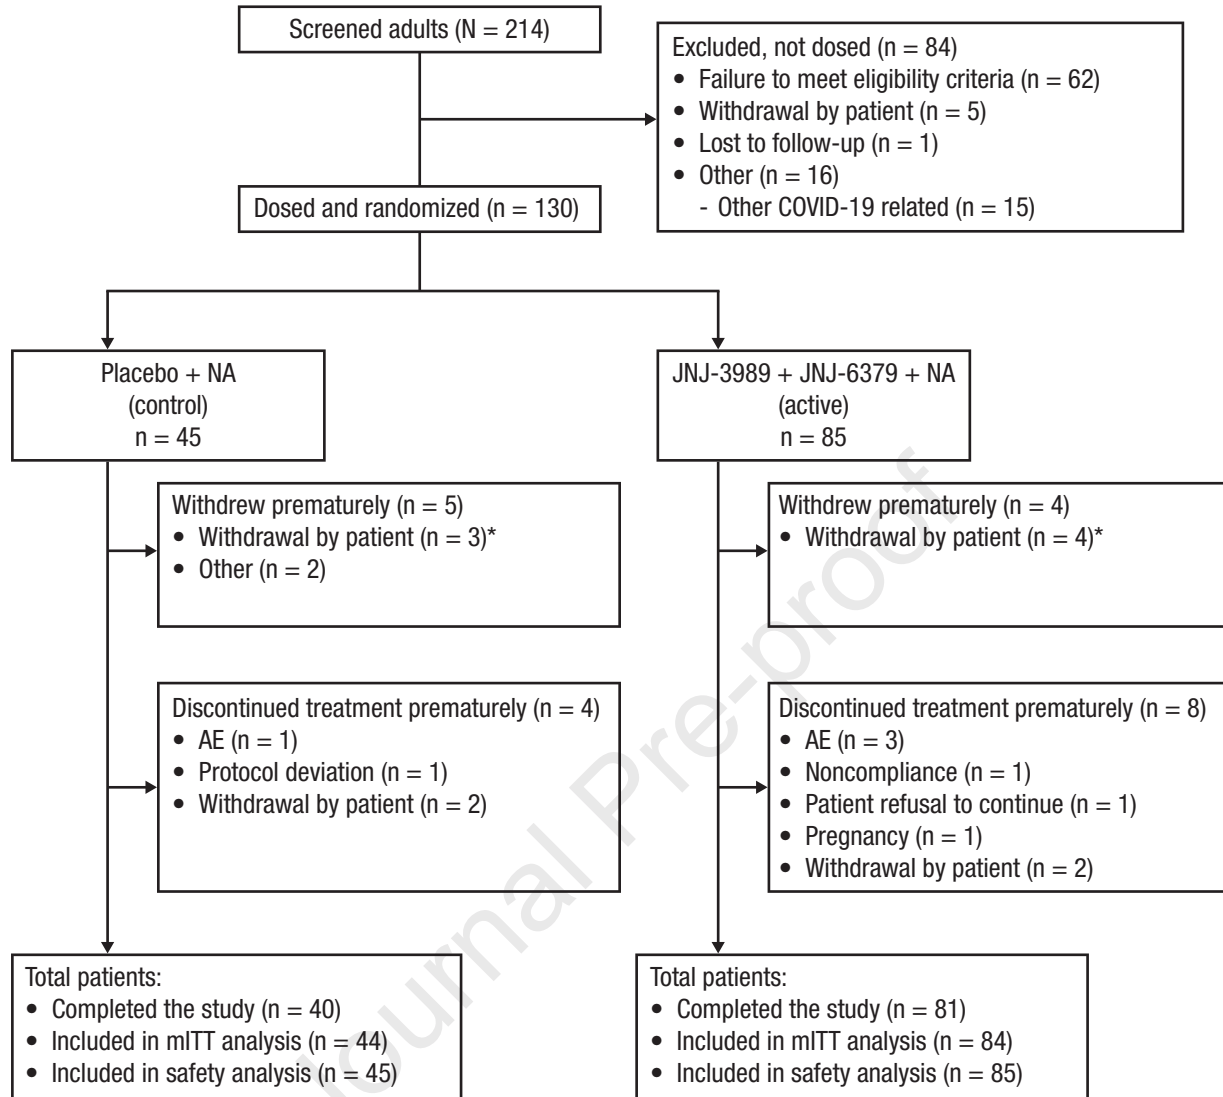 Screened adults (N = 214)
Excluded, not dosed (n = 84)
• Failure to meet eligibility criteria (n = 62)
• Withdrawal by patient (n = 5)
• Lost to follow-up (n = 1)
• Other (n = 16)
- Other COVID-19 related (n = 15)
Dosed and randomized (n = 130)
Placebo + NA
(control)
n = 45
JNJ-3989 + JNJ-6379 + NA
(active)
n = 85
Withdrew prematurely (n = 5)
• Withdrawal by patient (n = 3)*
• Other (n = 2)
Withdrew prematurely (n = 4)
• Withdrawal by patient (n = 4)*
Discontinued treatment prematurely (n = 4)
• AE (n = 1)
• Protocol deviation (n = 1)
• Withdrawal by patient (n = 2)
Discontinued treatment prematurely (n = 8)
• AE (n = 3)
• Noncompliance (n = 1)
• Patient refusal to continue (n = 1)
• Pregnancy (n = 1)
• Withdrawal by patient (n = 2)
Total patients:
• Completed the study (n = 40)
• Included in mITT analysis (n = 44)
• Included in safety analysis (n = 45)
Total patients:
• Completed the study (n = 81)
• Included in mITT analysis (n = 84)
• Included in safety analysis (n = 85)
Journal Pre-proof